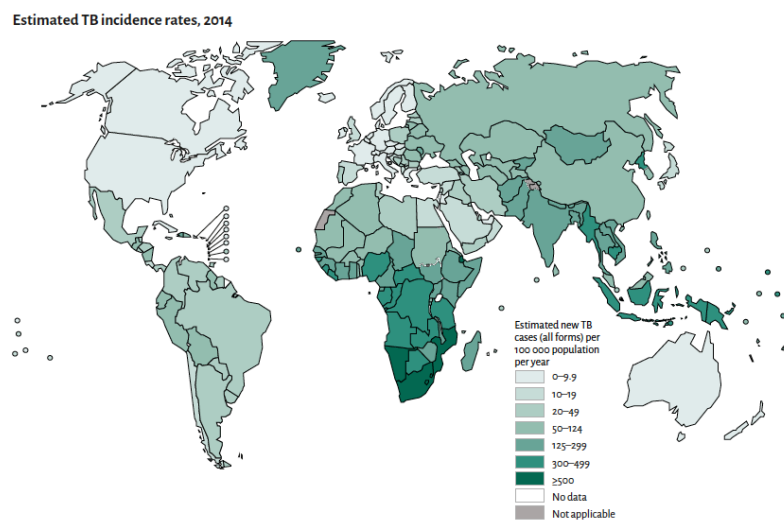 Estimated TB incidence rates, 2014
Estimated new TB
cases (all forms) per
100 000 population
per year
0–9.9
10–19
20–49
50–124
125–299
300–499
≥500
No data
Not applicable